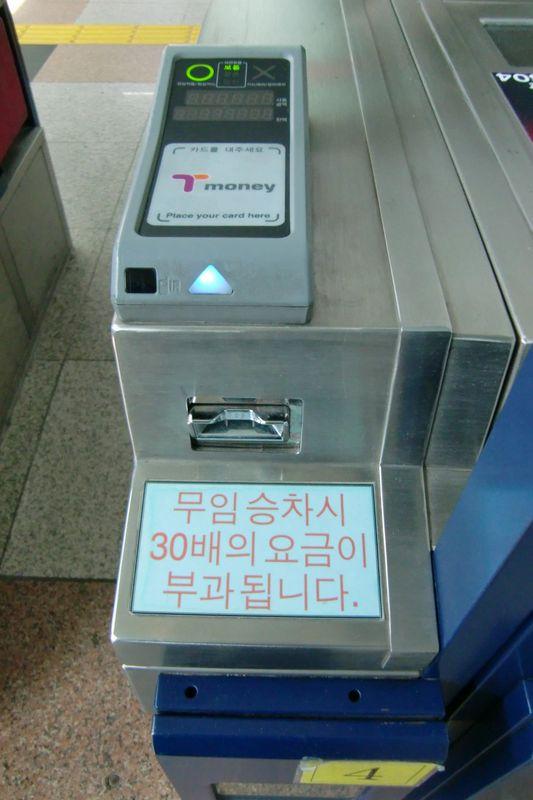 카드를 대주세요
T money
Place your card here
무임승차시
30배의 요금이
부과됩니다.
4